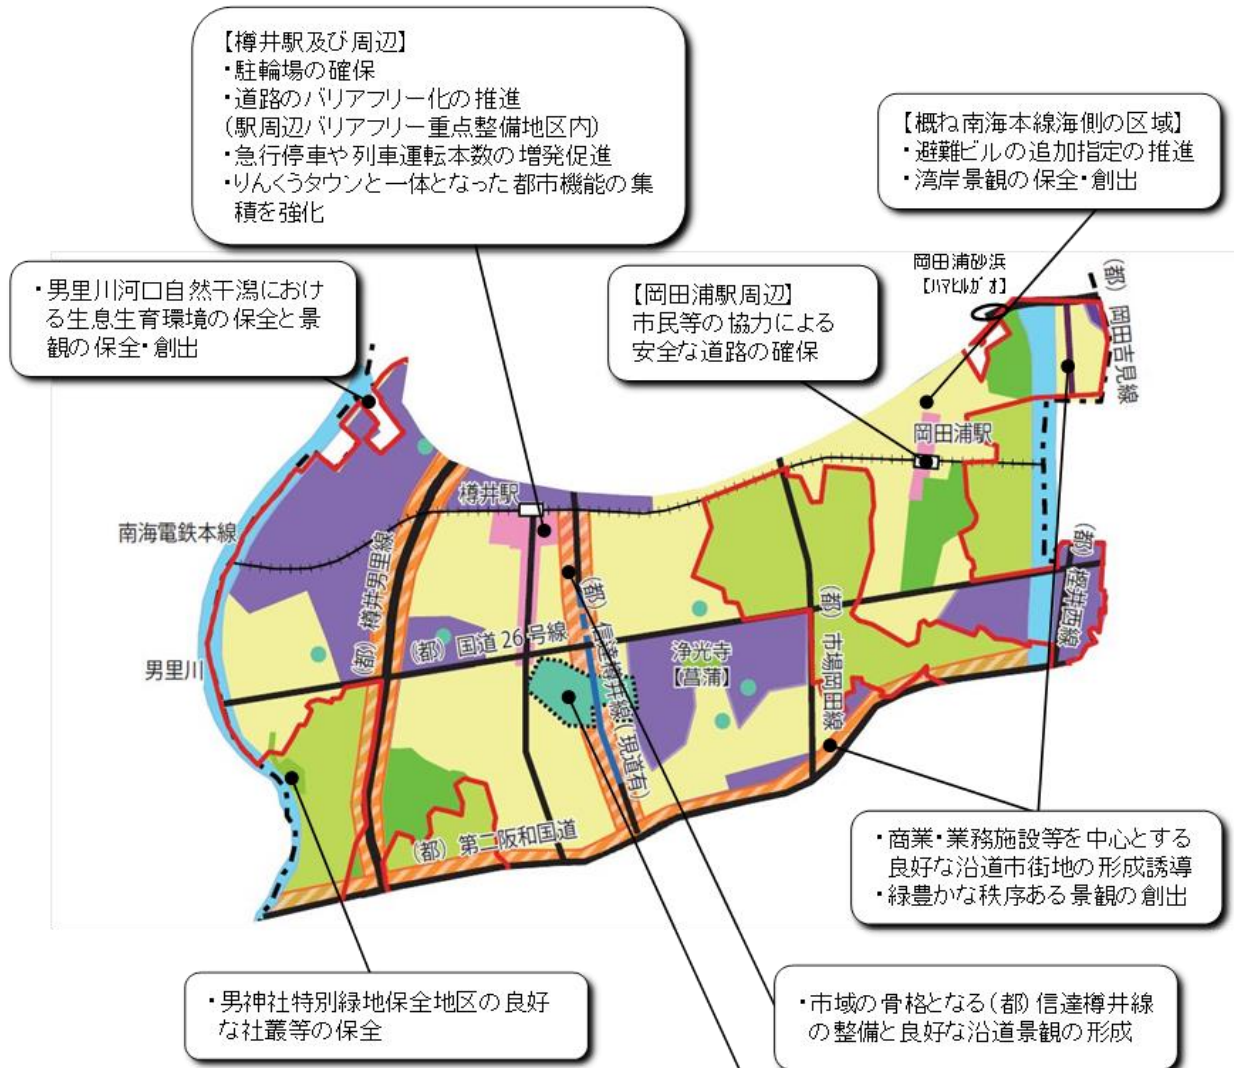 【樽井駅及び周辺】
・駐輪場の確保
・道路のバリアフリー化の推進
(駅周辺バリアフリー重点整備地区内)
・急行停車や列車運転本数の増発促進
・りんくうタウンと一体となった都市機能の集
積を強化
【概ね南海本線海側の区域】
・避難ビルの追加指定の推進
・湾岸景観の保全・創出
・男里川河口自然干潟におけ
る生息生育環境の保全と景
観の保全・創出
【岡田浦駅周辺】
市民等の協力による
安全な道路の確保
岡田浦砂浜
【ハマヒルガオ】
(都) 岡田吉見線
岡田浦駅
樽井駅
南海電鉄本線
(都) 樽井男里線
(都) 国道26号線
(都) 信達樽井線(現道有)
浄光寺
【菖蒲】
(都) 市場岡田線
(都) 樫井西線
男里川
(都) 第二阪和国道
・商業・業務施設等を中心とする
良好な沿道市街地の形成誘導
・緑豊かな秩序ある景観の創出
・男神社特別緑地保全地区の良好
な社叢等の保全
・市域の骨格となる(都)信達樽井線
の整備と良好な沿道景観の形成